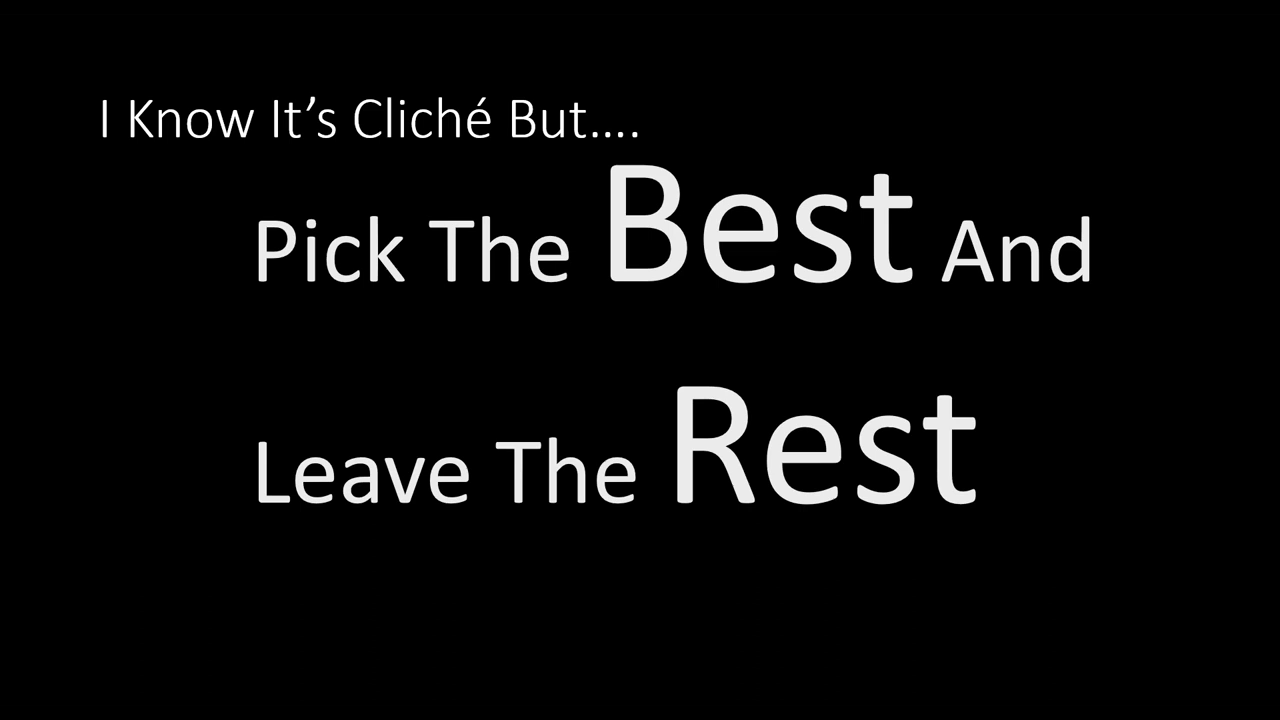 I Know It’s Cliché But....
Pick The Best And
Leave The Rest